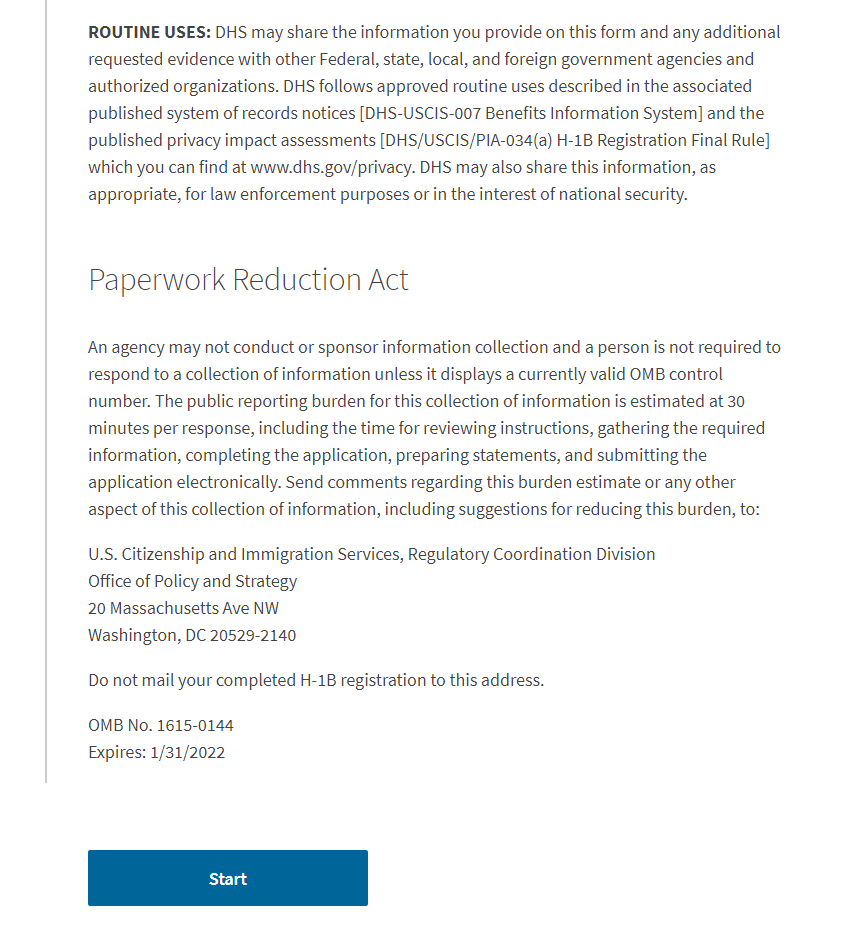 ROUTINE USES: DHS may share the information you provide on this form and any additional
requested evidence with other Federal, state, local, and foreign government agencies and
authorized organizations. DHS follows approved routine uses described in the associated
published system of records notices [DHS-USCIS-007 Benefits Information System] and the
published privacy impact assessments [DHS/USCIS/PIA-034(a) H-1B Registration Final Rule]
which you can find at www.dhs.gov/privacy. DHS may also share this information, as
appropriate, for law enforcement purposes or in the interest of national security.
Paperwork Reduction Act
An agency may not conduct or sponsor information collection and a person is not required to
respond to a collection of information unless it displays a currently valid OMB control
number. The public reporting burden for this collection of information is estimated at 30
minutes per response, including the time for reviewing instructions, gathering the required
information, completing the application, preparing statements, and submitting the
application electronically. Send comments regarding this burden estimate or any other
aspect of this collection of information, including suggestions for reducing this burden, to:
U.S. Citizenship and Immigration Services, Regulatory Coordination Division
Office of Policy and Strategy
20 Massachusetts Ave NW
Washington, DC 20529-2140
Do not mail your completed H-1B registration to this address.
OMB No. 1615-0144
Expires: 1/31/2022
Start